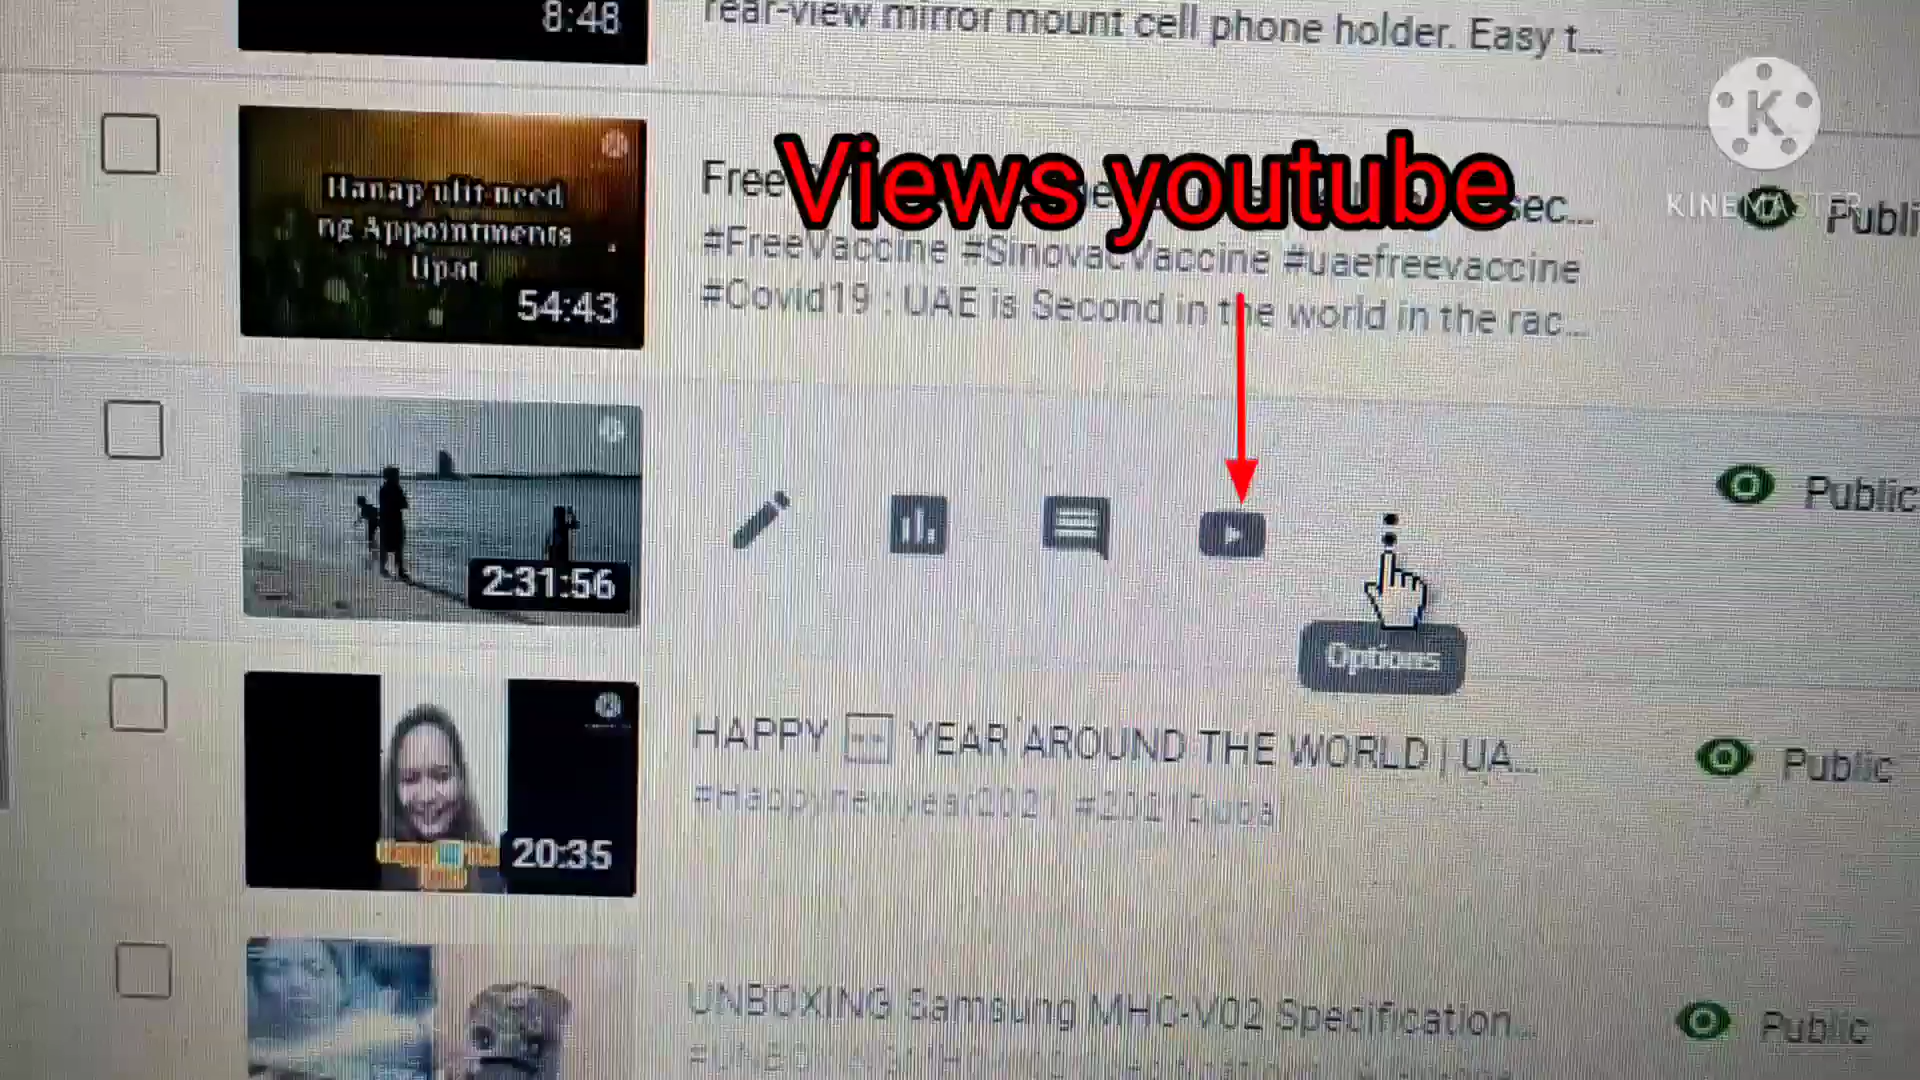 8:48
rear-view mirror mount cell phone holder. Easy t...
Hanap ulit need
ng Appointments
Upat
54:43
Free
Views youtube
sec...
#FreeVaccine #SinovacVaccine #uaefreevaccine
#Covid19 : UAE is Second in the world in the rac...
KINEMASTER
Public
2:31:56
Options
Public
20:35
HAPPY YEAR AROUND THE WORLD | UA...
#Happynewyear2021 #2021Duba
Public
UNBOXING Samsung MHC-V02 Specification...
Public